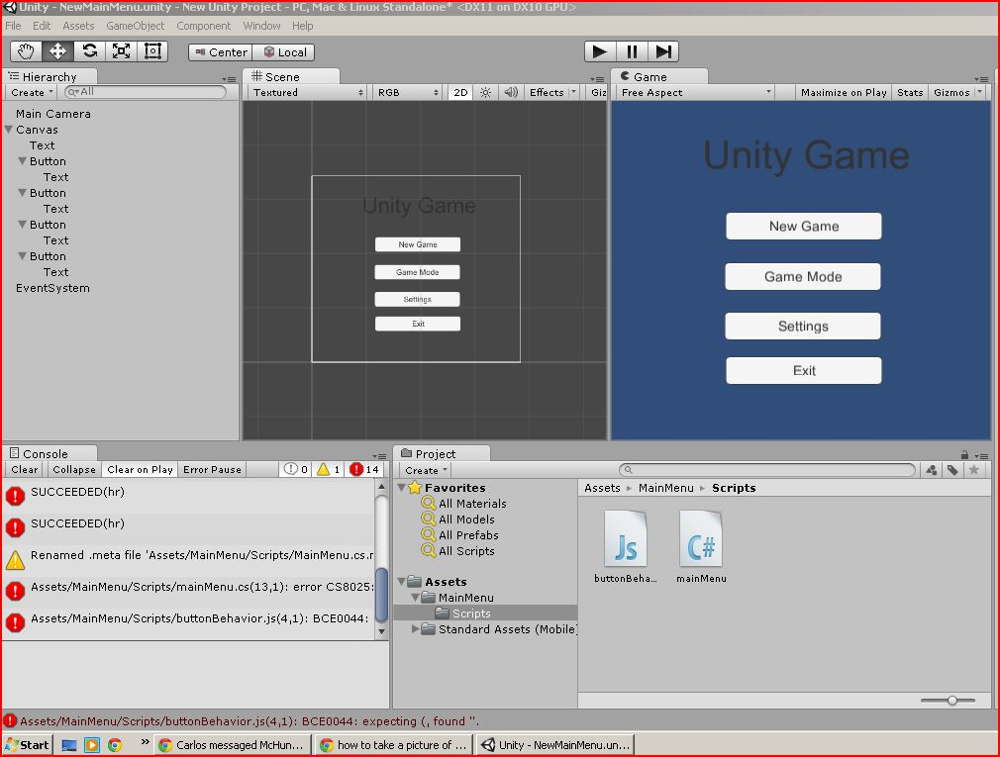 Unity - NewMainMenu.unity - New Unity Project - PC, Mac & Linux Standalone* <DX11 on DX10 GPU>
File Edit Assets GameObject Component Window Help
Center Local
Hierarchy
Create All
Main Camera
Canvas
Text
Button
Text
Button
Text
Button
Text
Button
Text
EventSystem
Scene
Textured RGB 2D Effects Giz
Unity Game
New Game
Game Mode
Settings
Exit
Game
Free Aspect Maximize on Play Stats Gizmos
Unity Game
New Game
Game Mode
Settings
Exit
Console
Clear Collapse Clear on Play Error Pause 0 1 14
SUCCEEDED(hr)
SUCCEEDED(hr)
Renamed .meta file 'Assets/MainMenu/Scripts/MainMenu.cs.r
Assets/MainMenu/Scripts/mainMenu.cs(13,1): error CS8025:
Assets/MainMenu/Scripts/buttonBehavior.js(4,1): BCE0044:
Project
Create
Favorites
All Materials
All Models
All Prefabs
All Scripts
Assets
MainMenu
Scripts
Standard Assets (Mobile)
Assets ▸ MainMenu ▸ Scripts
Js C#
buttonBeha... mainMenu
Assets/MainMenu/Scripts/buttonBehavior.js(4,1): BCE0044: expecting (, found ''.
Start » Carlos messaged McHun... how to take a picture of ... Unity - NewMainMenu.un...